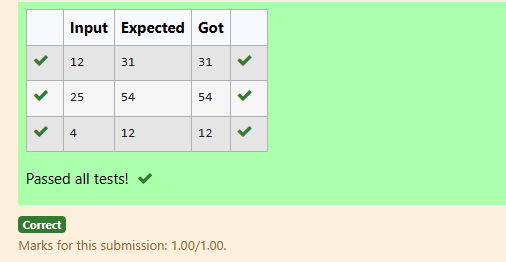 Input Expected Got
12 31 31
25 54 54
4 12 12
Passed all tests!
Correct
Marks for this submission: 1.00/1.00.